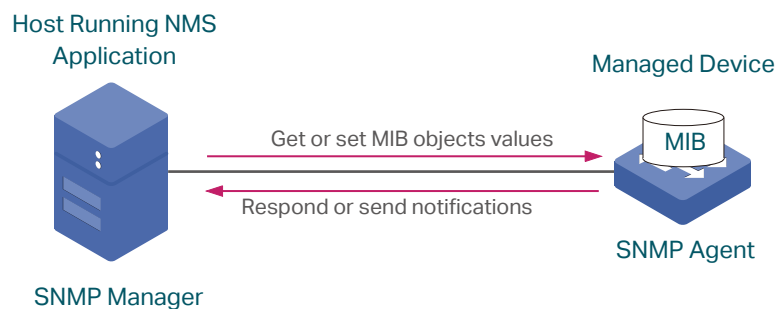 Host Running NMS
Application
Managed Device
Get or set MIB objects values
MIB
Respond or send notifications
SNMP Agent
SNMP Manager